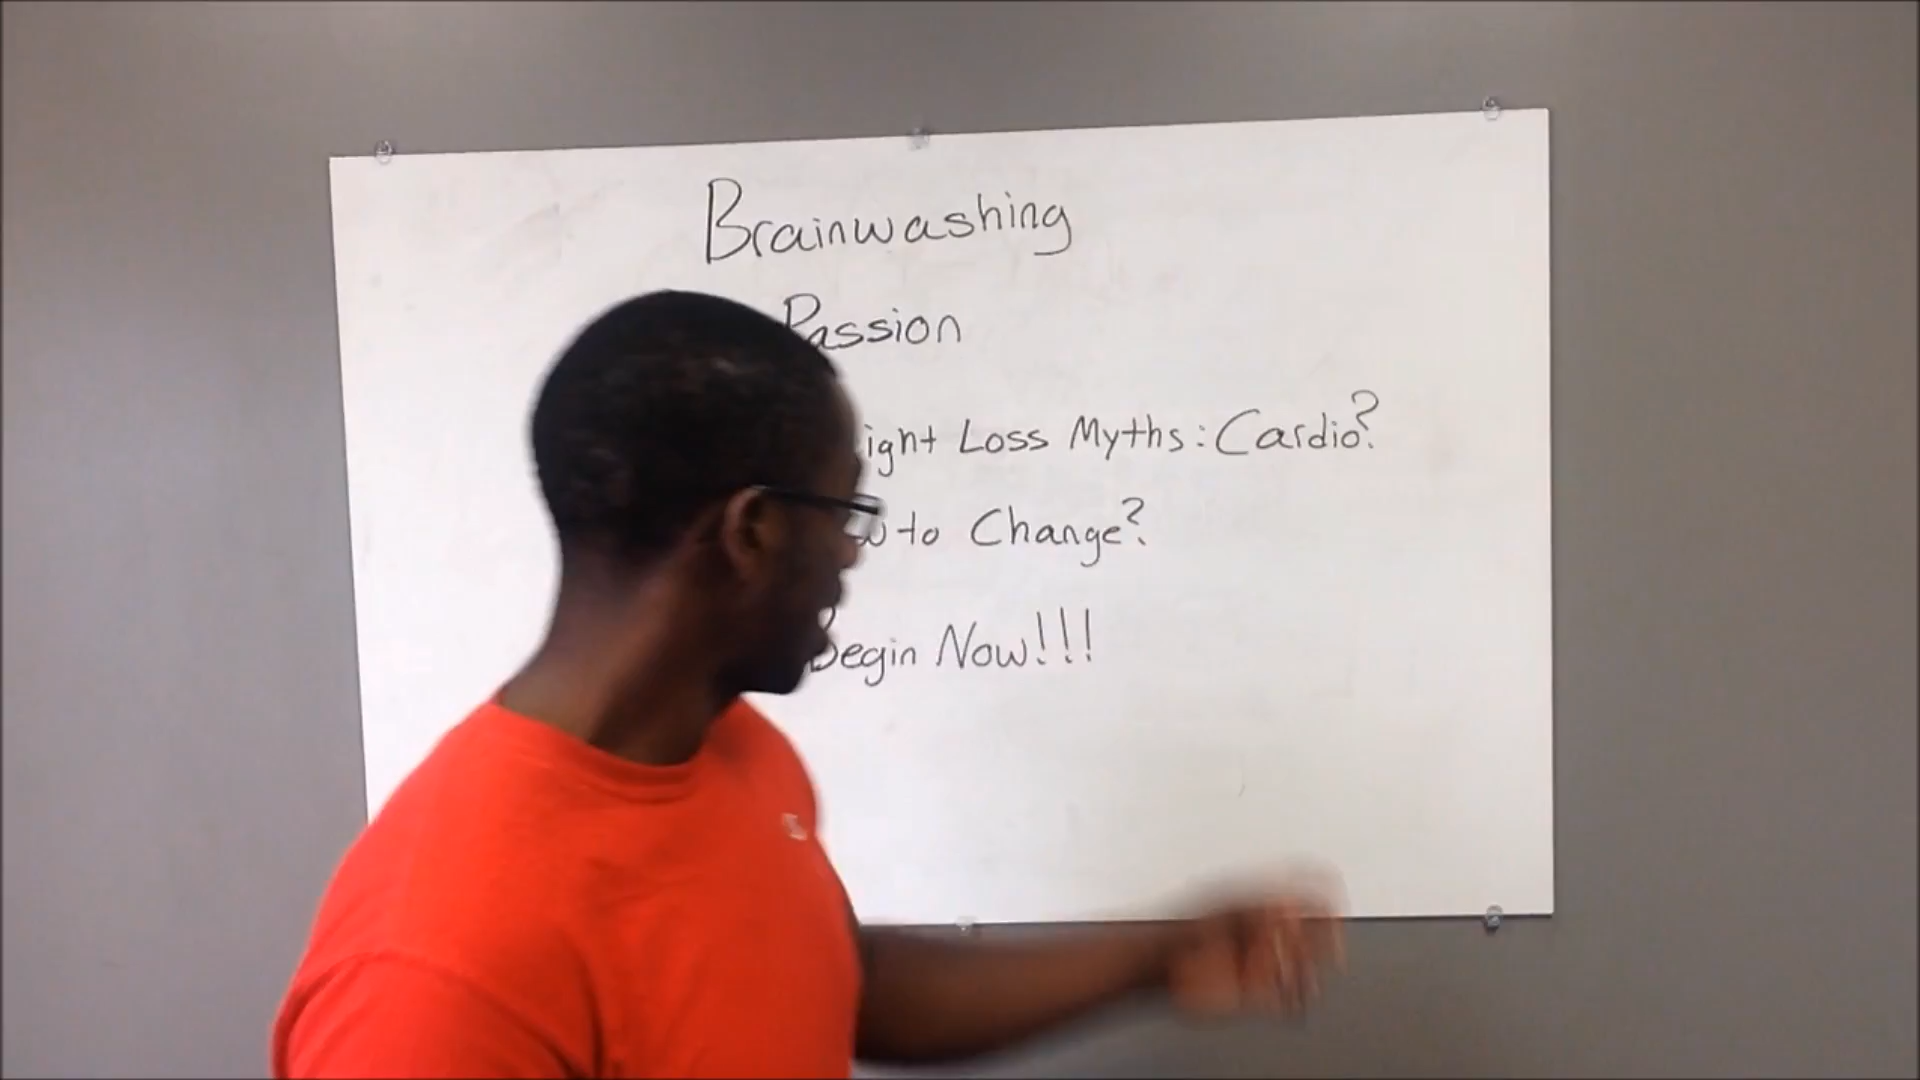 Brainwashing
Passion
ight Loss Myths: Cardio?
w to Change?
Begin Now!!!